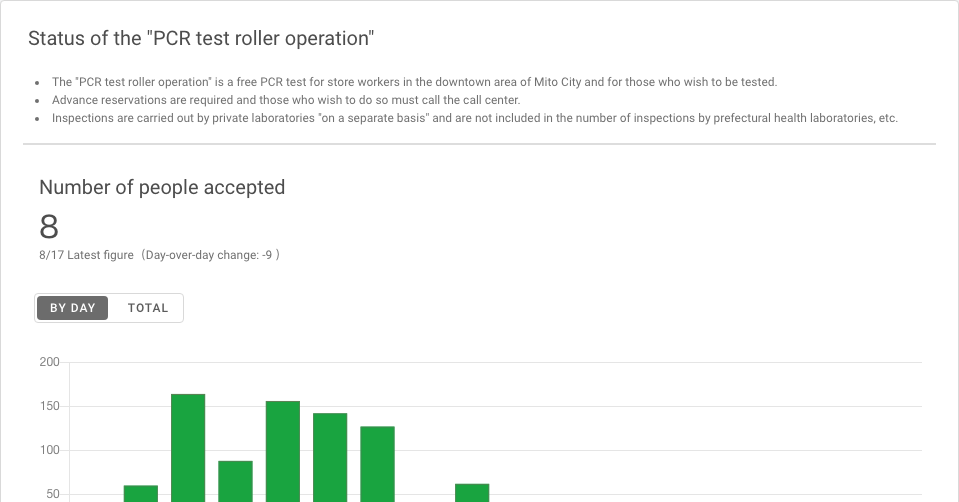 Status of the "PCR test roller operation"
• The "PCR test roller operation" is a free PCR test for store workers in the downtown area of Mito City and for those who wish to be tested.
• Advance reservations are required and those who wish to do so must call the call center.
• Inspections are carried out by private laboratories "on a separate basis" and are not included in the number of inspections by prefectural health laboratories, etc.
Number of people accepted
8
8/17 Latest figure（Day-over-day change: -9 ）
BY DAY TOTAL
200
150
100
50